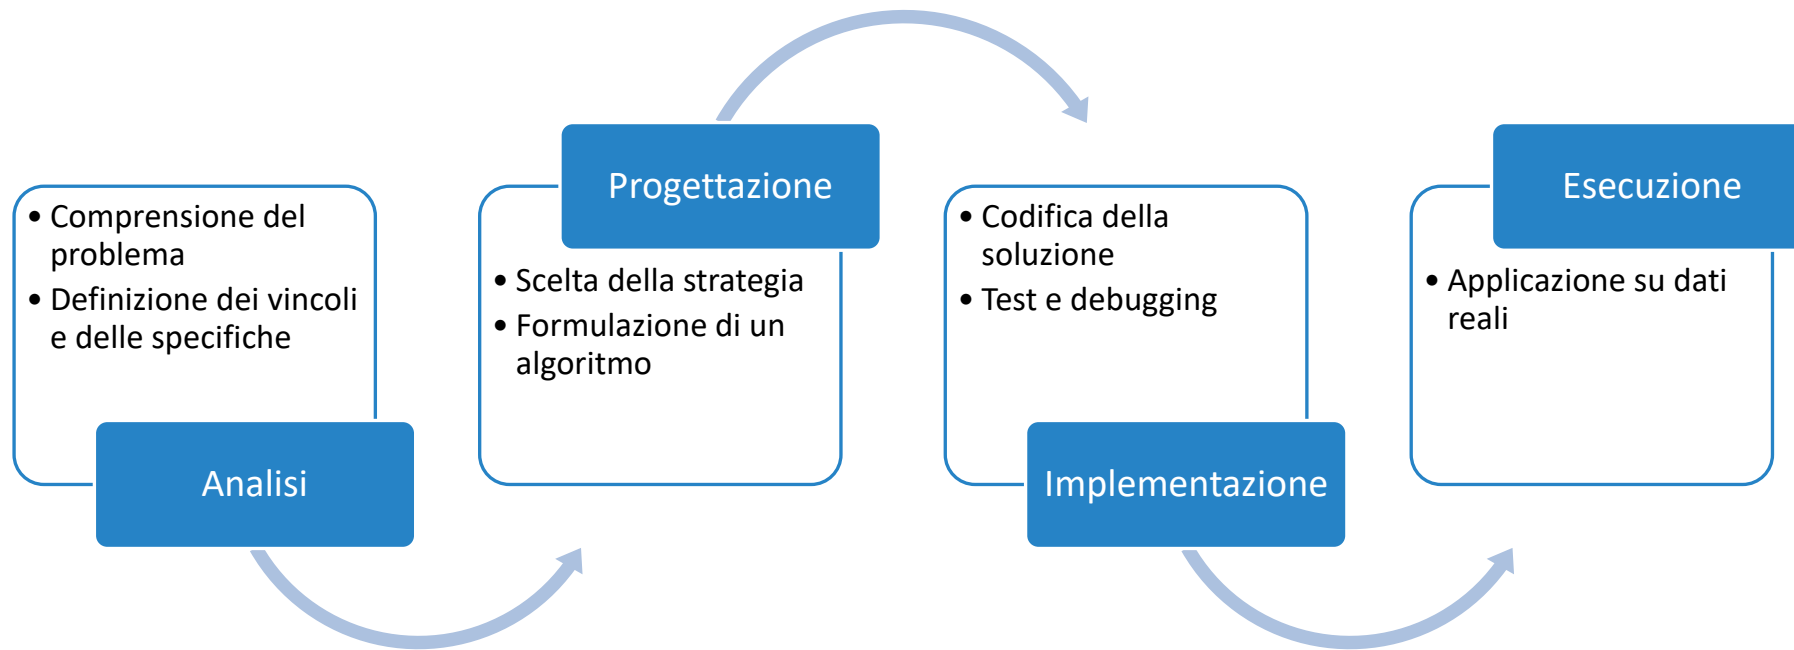 • Comprensione del
problema
• Definizione dei vincoli
e delle specifiche
Analisi
Progettazione
• Scelta della strategia
• Formulazione di un
algoritmo
• Codifica della
soluzione
• Test e debugging
Implementazione
Esecuzione
• Applicazione su dati
reali